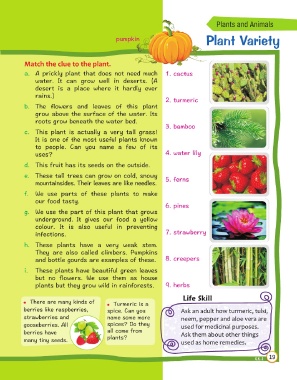 Plants and Animals
pumpkin
Plant Variety
Match the clue to the plant.
a. A prickly plant that does not need much
water. It can grow well in deserts. (A
desert is a place where it hardly ever
rains.)
b. The flowers and leaves of this plant
grow above the surface of the water. Its
roots grow beneath the water bed.
c. This plant is actually a very tall grass!
It is one of the most useful plants known
to people. Can you name a few of its
uses?
d. This fruit has its seeds on the outside.
e. These tall trees can grow on cold, snowy
mountainsides. Their leaves are like needles.
f. We use parts of these plants to make
our food tasty.
g. We use the part of this plant that grows
underground. It gives our food a yellow
colour. It is also useful in preventing
infections.
h. These plants have a very weak stem.
They are also called climbers. Pumpkins
and bottle gourds are examples of these.
i. These plants have beautiful green leaves
but no flowers. We use them as house
plants but they grow wild in rainforests.
1. cactus
2. turmeric
3. bamboo
4. water lily
5. ferns
6. pines
7. strawberry
8. creepers
9. herbs
There are many kinds of
berries like raspberries,
strawberries and
gooseberries. All
berries have
many tiny seeds.
Turmeric is a
spice. Can you
name some more
spices? Do they
all come from
plants?
Life Skill
Ask an adult how turmeric, tulsi,
neem, pepper and aloe vera are
used for medicinal purposes.
Ask them about other things
used as home remedies.
19